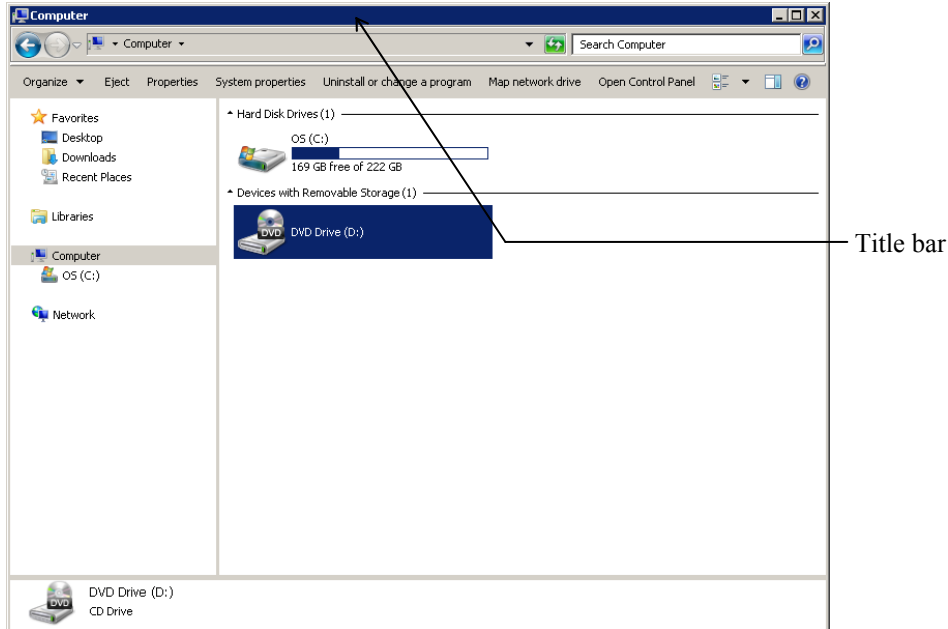 Computer
Computer
Search Computer
Organize Eject Properties System properties Uninstall or change a program Map network drive Open Control Panel
Favorites
Desktop
Downloads
Recent Places
Libraries
Computer
OS (C:)
Network
Hard Disk Drives (1)
OS (C:)
169 GB free of 222 GB
Devices with Removable Storage (1)
DVD
DVD Drive (D:)
Title bar
DVD
DVD Drive (D:)
CD Drive